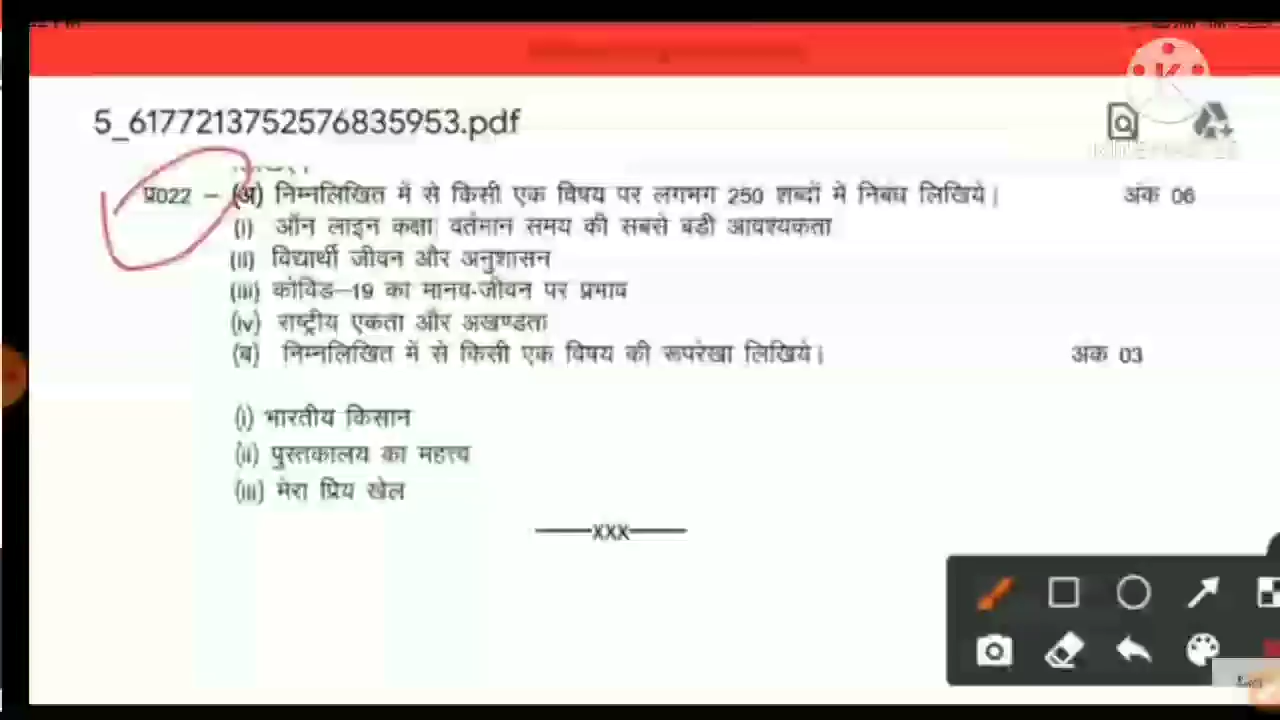 5_6177213752576835953.pdf
प्र022 – (अ) निम्नलिखित में से किसी एक विषय पर लगभग 250 शब्दों में निबंध लिखिये। अंक 06
(i) ऑन लाइन कक्षा वर्तमान समय की सबसे बडी आवश्यकता
(ii) विद्यार्थी जीवन और अनुशासन
(iii) कोविड–19 का मानव-जीवन पर प्रभाव
(iv) राष्ट्रीय एकता और अखण्डता
(ब) निम्नलिखित में से किसी एक विषय की रूपरेखा लिखिये। अंक 03
(i) भारतीय किसान
(ii) पुस्तकालय का महत्त्व
(iii) मेरा प्रिय खेल
——xxx——